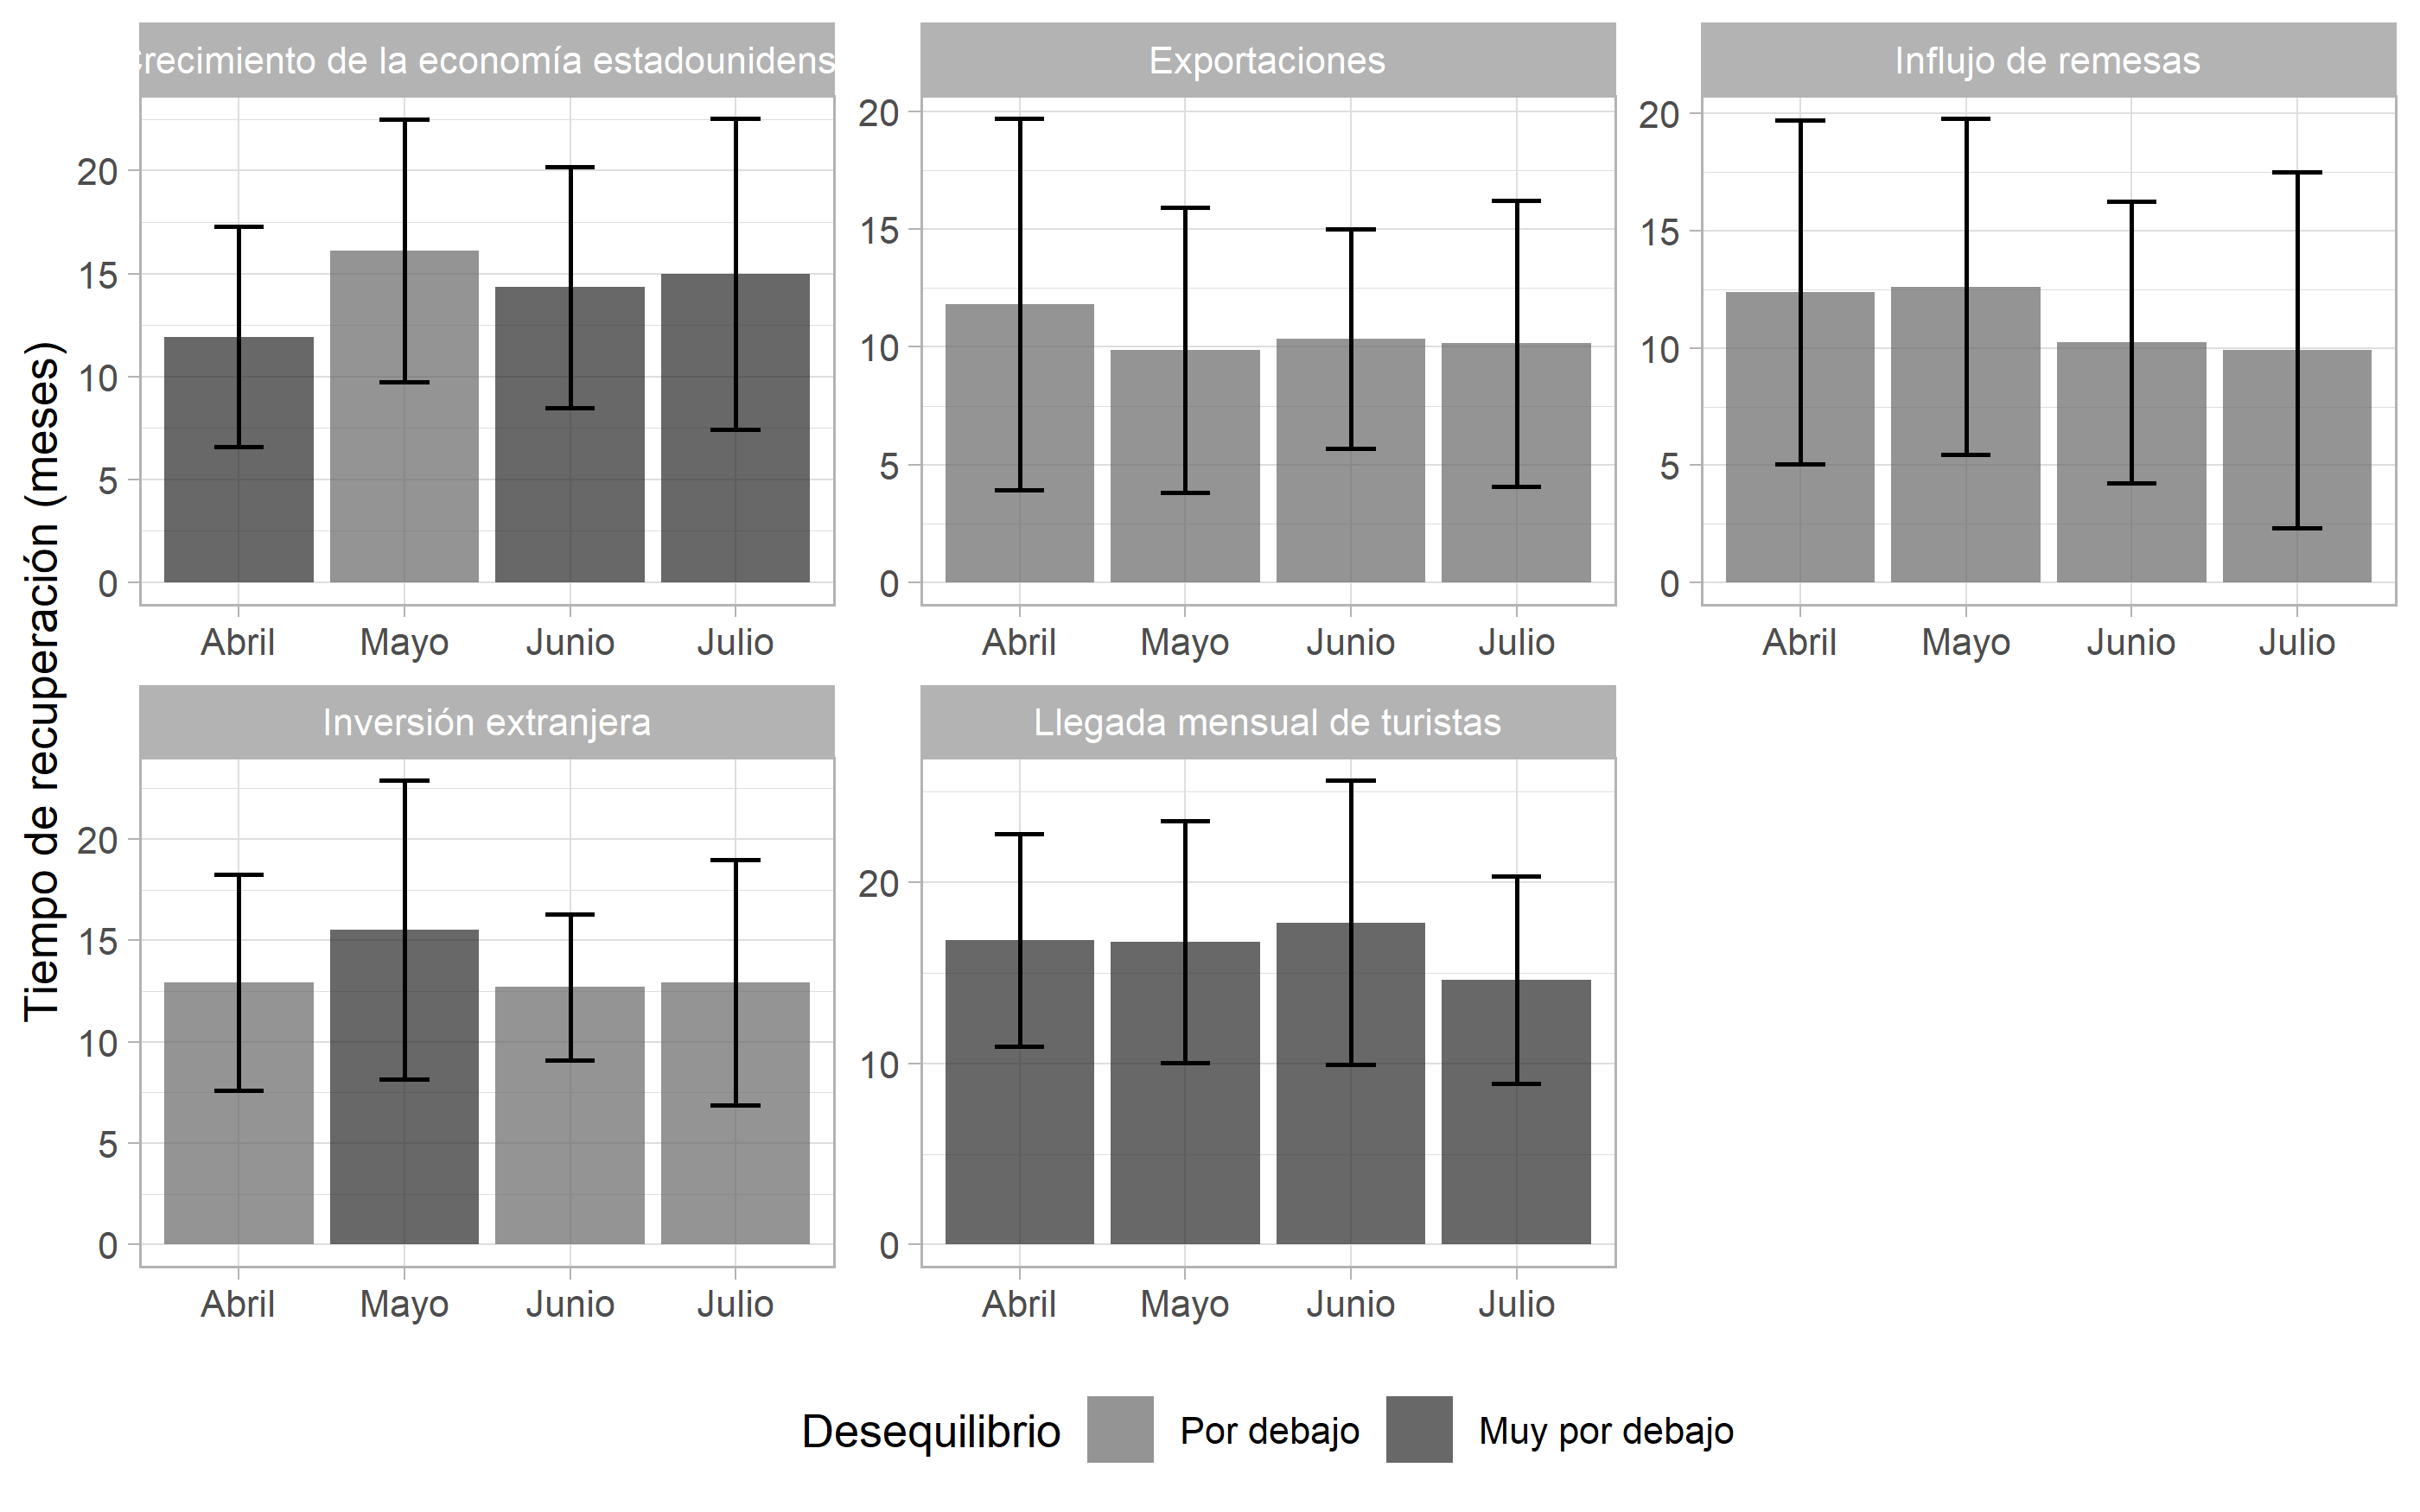 Crecimiento de la economía estadounidens
Exportaciones
Influjo de remesas
Tiempo de recuperación (meses)
20
15
10
5
0
20
15
10
5
0
20
15
10
5
0
Abril Mayo Junio Julio
Abril Mayo Junio Julio
Abril Mayo Junio Julio
Inversión extranjera
Llegada mensual de turistas
20
15
10
5
0
20
10
0
Abril Mayo Junio Julio
Abril Mayo Junio Julio
Desequilibrio Por debajo Muy por debajo